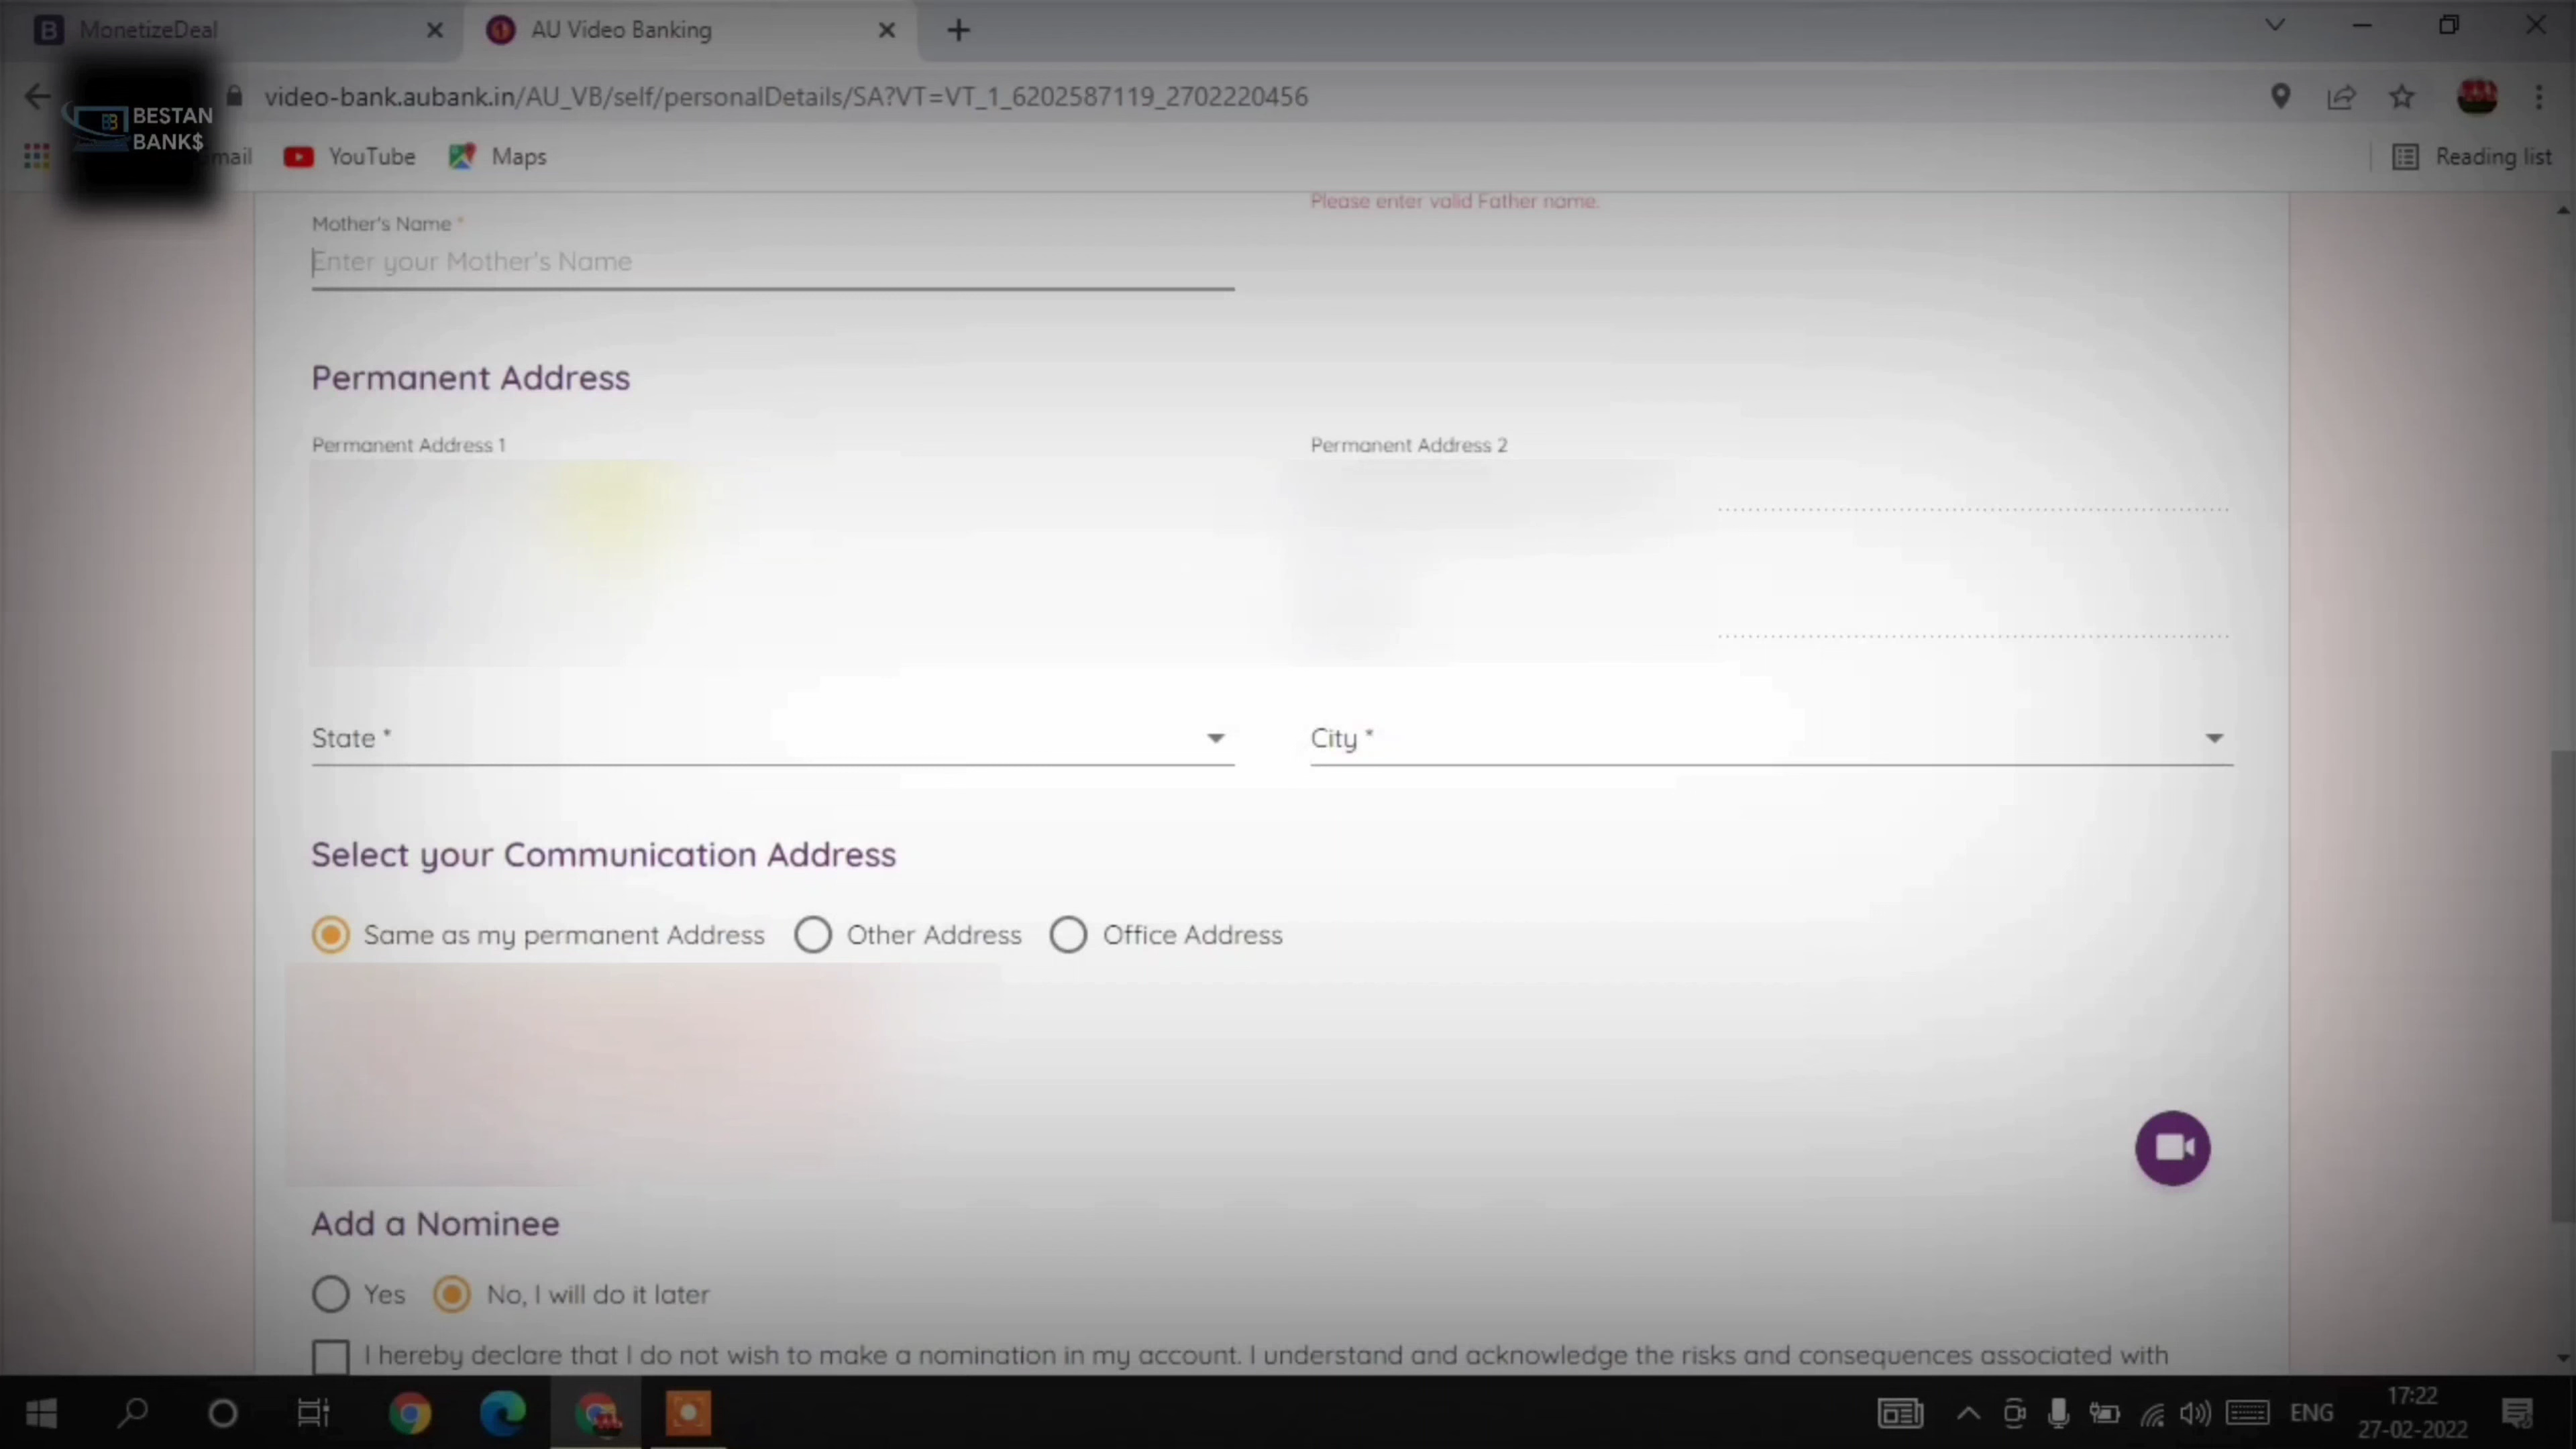 MonetizeDeal
AU Video Banking
video-bank.aubank.in/AU_VB/self/personalDetails/SA?VT=VT_1_6202587119_2702220456
BESTAN
BANK$
mail
YouTube
Maps
Reading list
Please enter valid Father name.
Mother's Name *
Enter your Mother's Name
Permanent Address
Permanent Address 1
Permanent Address 2
State *
City *
Select your Communication Address
Same as my permanent Address
Other Address
Office Address
Add a Nominee
Yes
No, I will do it later
I hereby declare that I do not wish to make a nomination in my account. I understand and acknowledge the risks and consequences associated with
ENG
17:22
27-02-2022